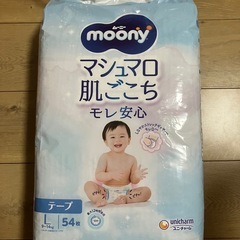 ムーニー
moony
マシュマロ
肌ごこち
モレ安心
テープ
L
54枚
unicharm
ユニ・チャーム